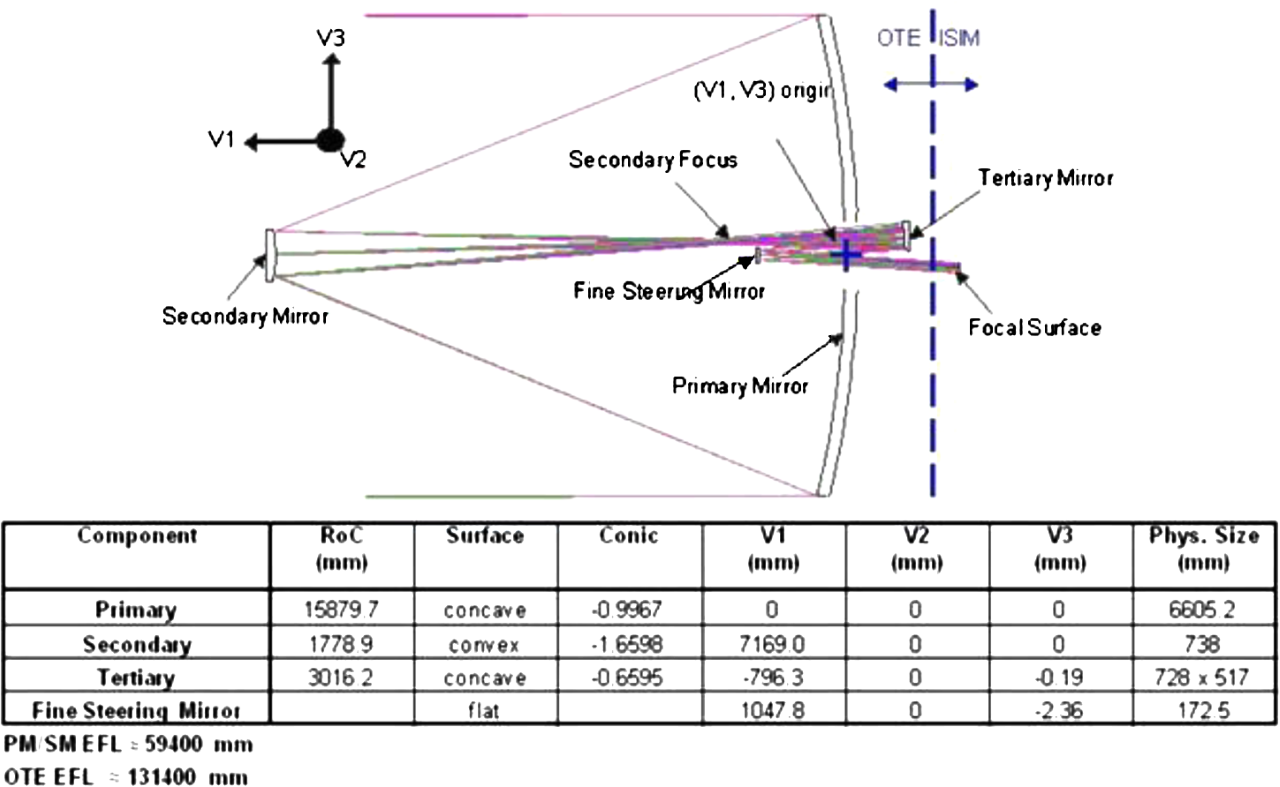 OTE ISIM
V3
(V1, V3) origin
V1
V2
Secondary Focus
Tertiary Mirror
Fine Steering Mirror
Secondary Mirror
Focal Surface
Primary Mirror
Component RoC (mm) Surface Conic V1 (mm) V2 (mm) V3 (mm) Phys. Size (mm)
Primary 15879.7 concave -0.9967 0 0 0 6605.2
Secondary 1778.9 convex -1.6598 7169.0 0 0 738
Tertiary 3016.2 concave -0.6595 -796.3 0 -0.19 728 x 517
Fine Steering Mirror flat 1047.8 0 -2.36 172.5
PM/SM EFL = 59400 mm
OTE EFL ≈ 131400 mm